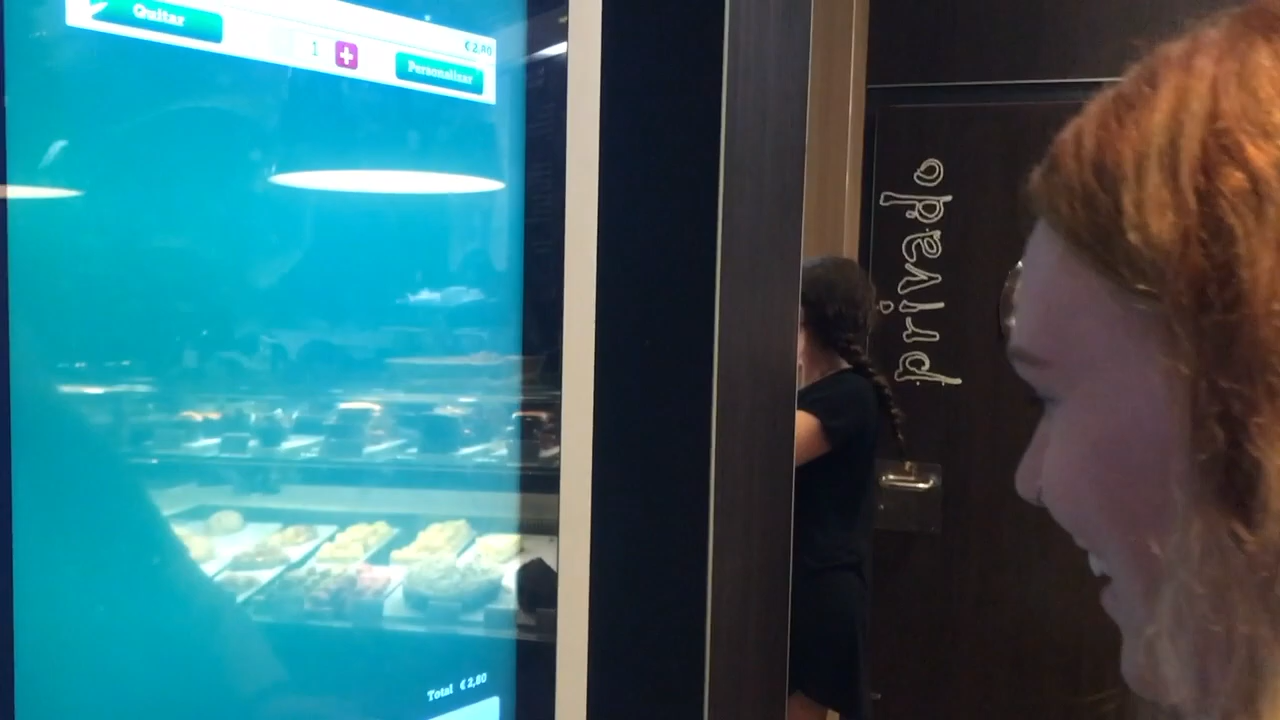 Quitar
1
€2,80
Personalizar
Total €2,80
privado